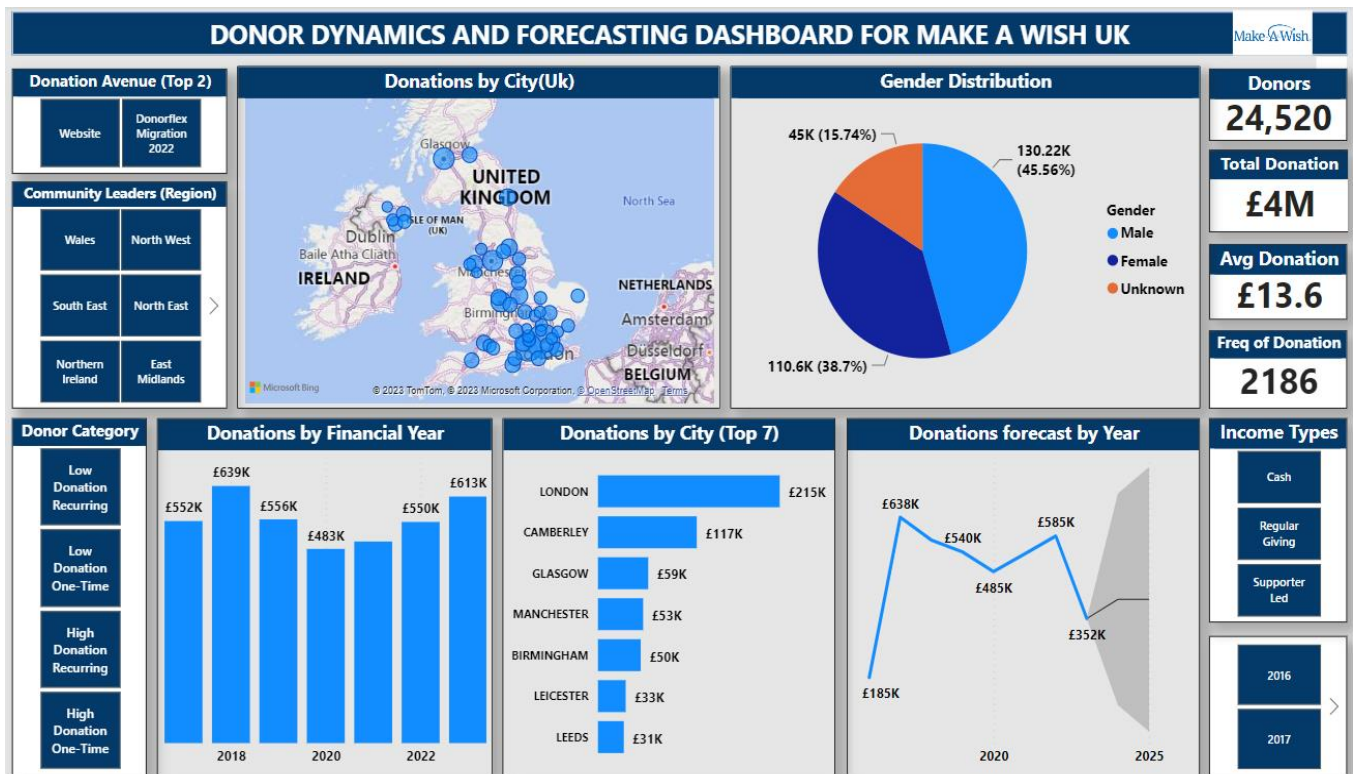 DONOR DYNAMICS AND FORECASTING DASHBOARD FOR MAKE A WISH UK
Make A Wish
Donation Avenue (Top 2)
Website
Donorflex
Migration
2022
Community Leaders (Region)
Wales
North West
South East
North East
Northern
Ireland
East
Midlands
Donations by City(Uk)
Glasgow
UNITED
KINGDOM
North Sea
ISLE OF MAN
(UK)
Dublin
Baile Atha Cliath
IRELAND
Manchester
NETHERLANDS
Birmingham
Amsterdam
London
Düsseldorf
BELGIUM
Microsoft Bing
© 2023 TomTom, © 2023 Microsoft Corporation, © OpenStreetMap Terms
Gender Distribution
45K (15.74%)
130.22K
(45.56%)
110.6K (38.7%)
Gender
Male
Female
Unknown
Donors
24,520
Total Donation
£4M
Avg Donation
£13.6
Freq of Donation
2186
Donor Category
Low
Donation
Recurring
Low
Donation
One-Time
High
Donation
Recurring
High
Donation
One-Time
Donations by Financial Year
£552K
£639K
£556K
£483K
£550K
£613K
2018
2020
2022
Donations by City (Top 7)
LONDON
£215K
CAMBERLEY
£117K
GLASGOW
£59K
MANCHESTER
£53K
BIRMINGHAM
£50K
LEICESTER
£33K
LEEDS
£31K
Donations forecast by Year
£638K
£540K
£585K
£485K
£352K
£185K
2020
2025
Income Types
Cash
Regular
Giving
Supporter
Led
2016
2017